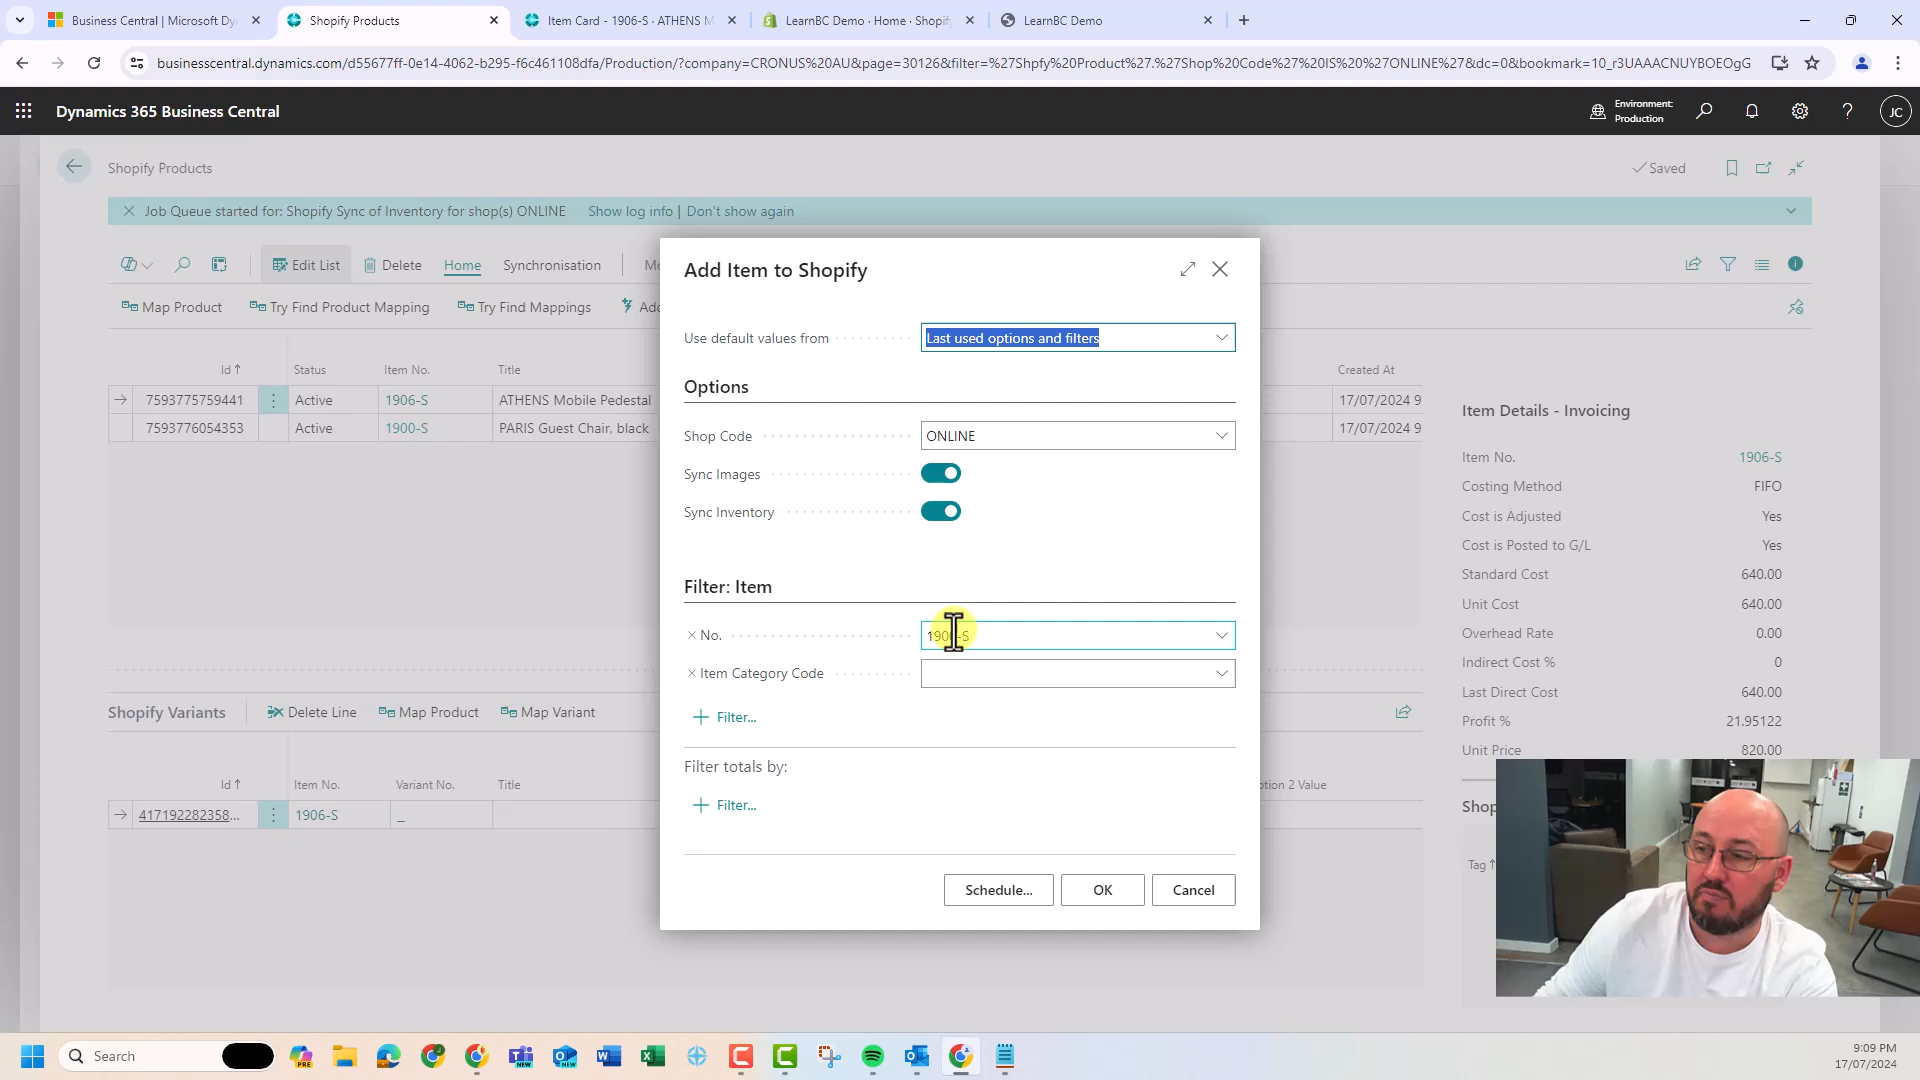 Business Central | Microsoft Dy
Shopify Products
Item Card - 1906-S · ATHENS M
LearnBC Demo · Home · Shopif
LearnBC Demo
businesscentral.dynamics.com/d55677ff-0e14-4062-b295-f6c461108dfa/Production/?company=CRONUS%20AU&page=30126&filter=%27Shpfy%20Product%27.%27Shop%20Code%27%20IS%20%27ONLINE%27&dc=0&bookmark=10_r3UAAACNUYBOEOgG
Dynamics 365 Business Central
Environment:
Production
JC
Shopify Products
Saved
Job Queue started for: Shopify Sync of Inventory for shop(s) ONLINE Show log info | Don't show again
Edit List
Delete
Home
Synchronisation
Map Product
Try Find Product Mapping
Try Find Mappings
Id ↑
Status
Item No.
Title
Created At
7593775759441 Active 1906-S ATHENS Mobile Pedestal 17/07/2024 9
7593776054353 Active 1900-S PARIS Guest Chair, black 17/07/2024 9
Shopify Variants
Delete Line
Map Product
Map Variant
Id ↑
Item No.
Variant No.
Title
ption 2 Value
417192282358... 1906-S _
Add Item to Shopify
Use default values from Last used options and filters
Options
Shop Code ONLINE
Sync Images
Sync Inventory
Filter: Item
× No. 1906-S
× Item Category Code
+ Filter...
Filter totals by:
+ Filter...
Schedule...
OK
Cancel
Item Details - Invoicing
Item No. 1906-S
Costing Method FIFO
Cost is Adjusted Yes
Cost is Posted to G/L Yes
Standard Cost 640.00
Unit Cost 640.00
Overhead Rate 0.00
Indirect Cost % 0
Last Direct Cost 640.00
Profit % 21.95122
Unit Price 820.00
Shop
Tag ↑
Search
9:09 PM
17/07/2024